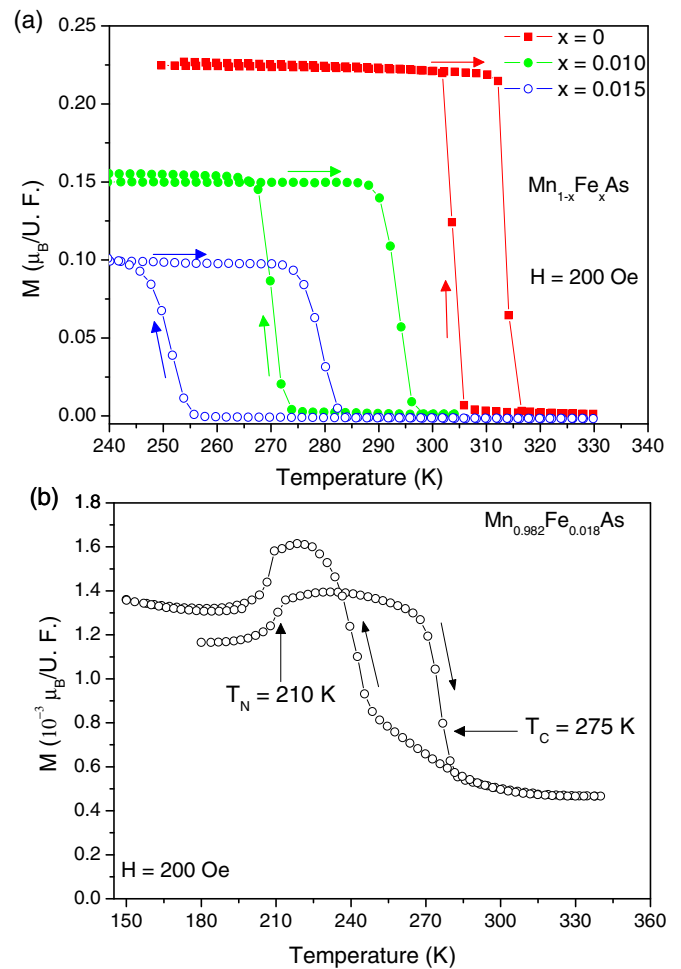 (a)
0.25
0.20
0.15
0.10
0.05
0.00
M (μB/U. F.)
x = 0
x = 0.010
x = 0.015
Mn1-xFexAs
H = 200 Oe
240 250 260 270 280 290 300 310 320 330 340
Temperature (K)
(b)
1.8
1.6
1.4
1.2
1.0
0.8
0.6
0.4
0.2
0.0
M (10⁻³ μB/U. F.)
Mn0.982Fe0.018As
TN = 210 K
TC = 275 K
H = 200 Oe
150 180 210 240 270 300 330 360
Temperature (K)